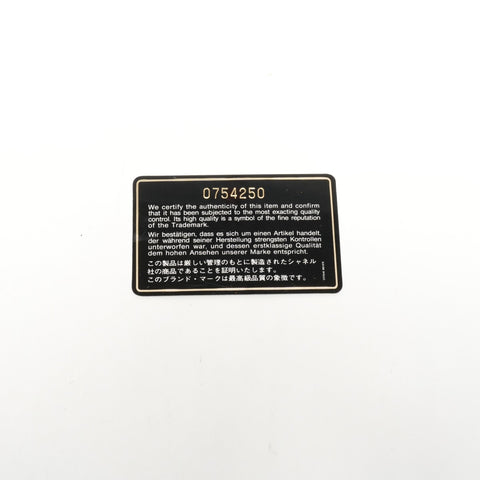 0754250
We certify the authenticity of this item and confirm
that it has been subjected to the most exacting quality
control. Its high quality is a symbol of the fine reputation
of the Trademark.
Wir bestätigen, dass es sich um einen Artikel handelt,
der während seiner Herstellung strengsten Kontrollen
unterworfen war, und dessen erstklassige Qualität
dem hohen Ansehen unserer Marke entspricht.
この製品は厳しい管理のもとに製造されたシャネル
社の商品であることを証明いたします。
このブランド・マークは最高級品質の象徴です。